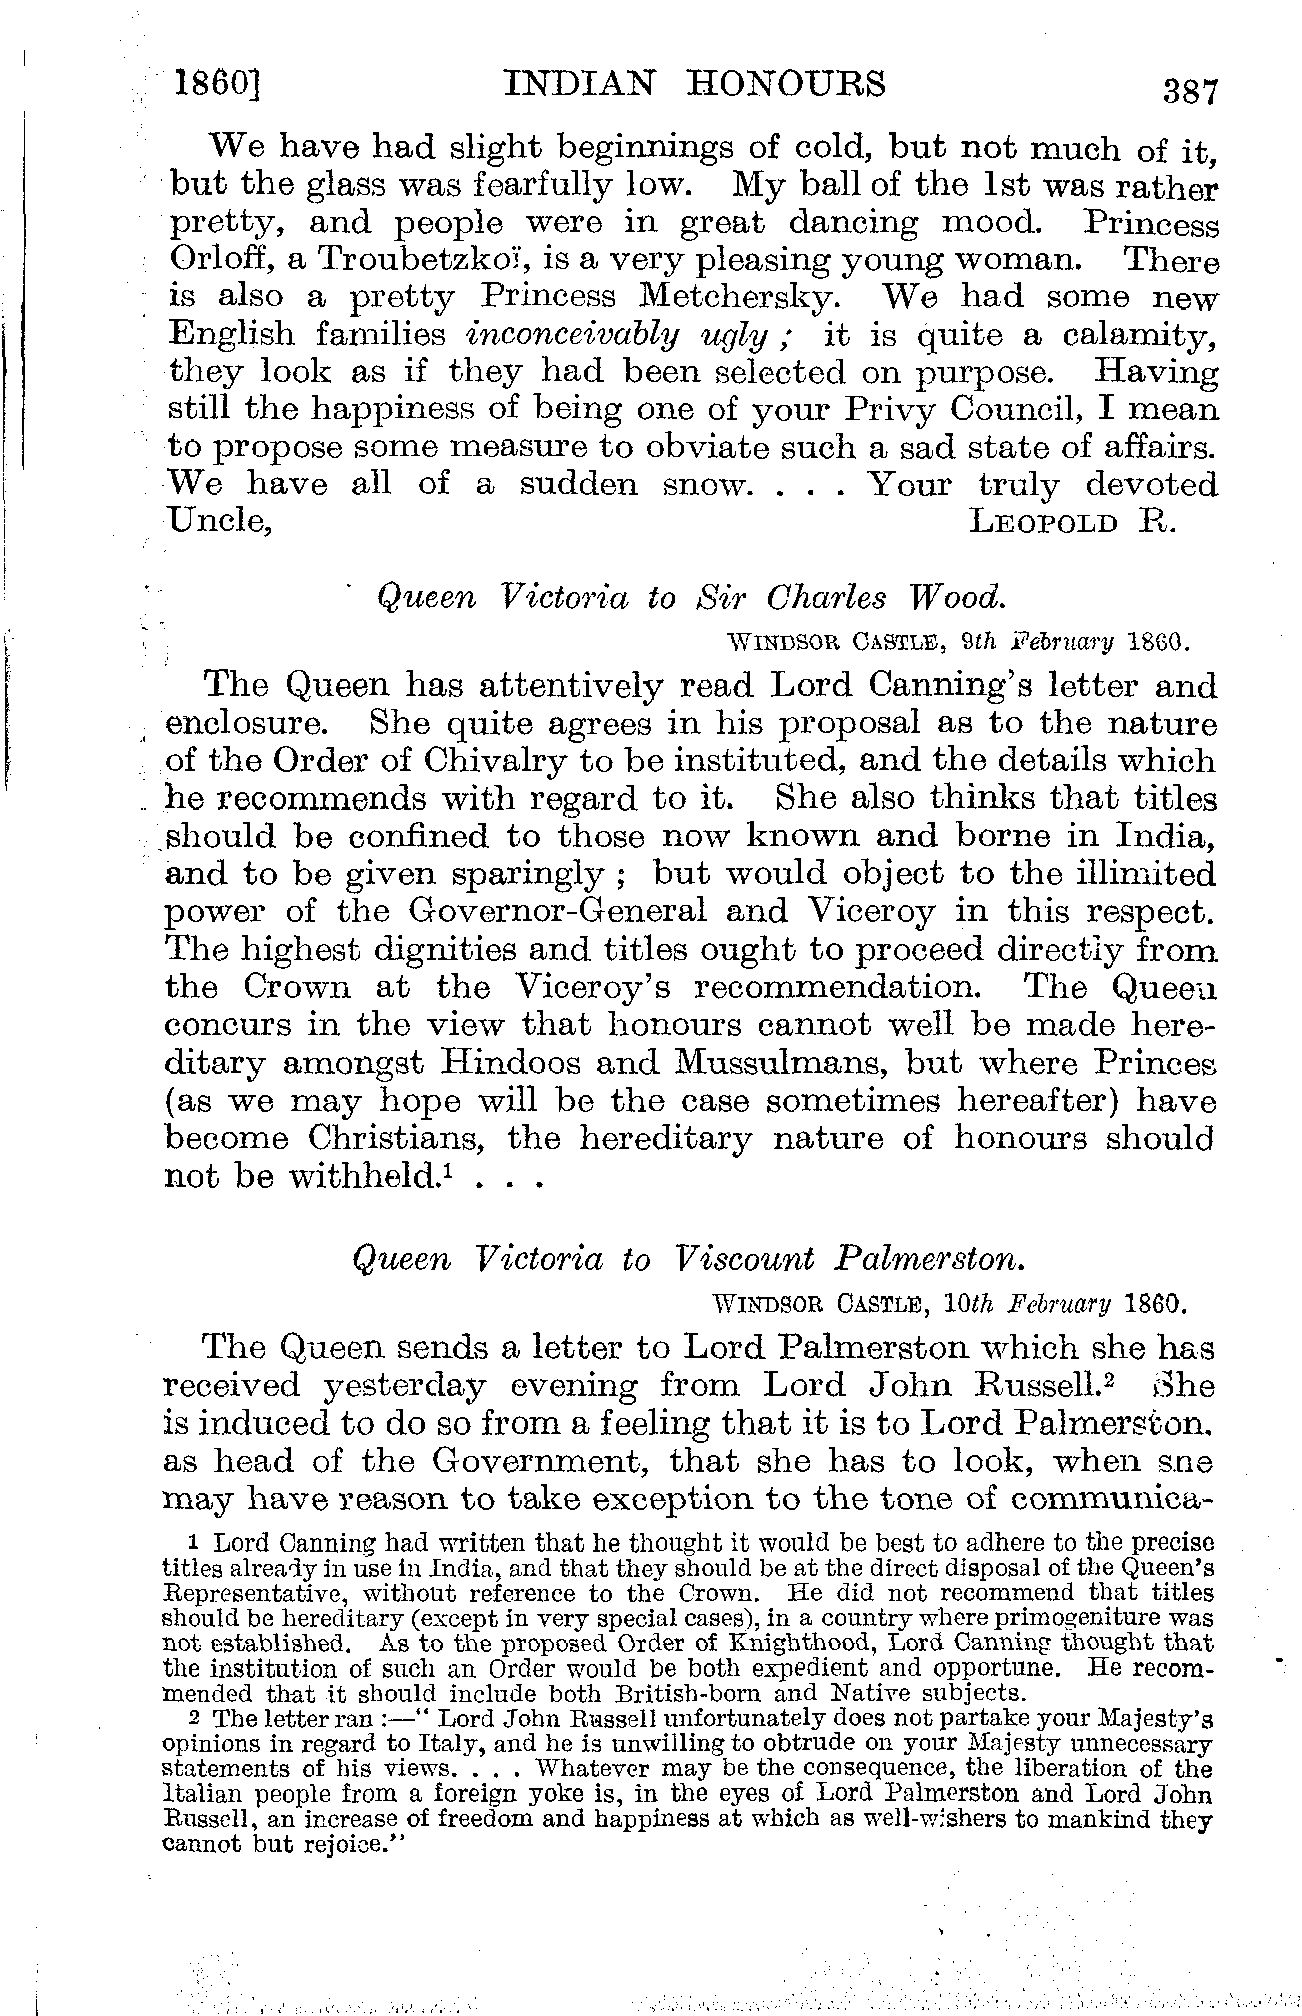 1860] INDIAN HONOURS 387
We have had slight beginnings of cold, but not much of it,
but the glass was fearfully low. My ball of the 1st was rather
pretty, and people were in great dancing mood. Princess
Orloff, a Troubetzkoï, is a very pleasing young woman. There
is also a pretty Princess Metchersky. We had some new
English families inconceivably ugly; it is quite a calamity,
they look as if they had been selected on purpose. Having
still the happiness of being one of your Privy Council, I mean
to propose some measure to obviate such a sad state of affairs.
We have all of a sudden snow. . . . Your truly devoted
Uncle, LEOPOLD R.
Queen Victoria to Sir Charles Wood.
WINDSOR CASTLE, 9th February 1860.
The Queen has attentively read Lord Canning's letter and
enclosure. She quite agrees in his proposal as to the nature
of the Order of Chivalry to be instituted, and the details which
he recommends with regard to it. She also thinks that titles
should be confined to those now known and borne in India,
and to be given sparingly; but would object to the illimited
power of the Governor-General and Viceroy in this respect.
The highest dignities and titles ought to proceed directly from
the Crown at the Viceroy's recommendation. The Queen
concurs in the view that honours cannot well be made here-
ditary amongst Hindoos and Mussulmans, but where Princes
(as we may hope will be the case sometimes hereafter) have
become Christians, the hereditary nature of honours should
not be withheld.¹ . . .
Queen Victoria to Viscount Palmerston.
WINDSOR CASTLE, 10th February 1860.
The Queen sends a letter to Lord Palmerston which she has
received yesterday evening from Lord John Russell.² She
is induced to do so from a feeling that it is to Lord Palmerston,
as head of the Government, that she has to look, when she
may have reason to take exception to the tone of communica-
1 Lord Canning had written that he thought it would be best to adhere to the precise
titles already in use in India, and that they should be at the direct disposal of the Queen's
Representative, without reference to the Crown. He did not recommend that titles
should be hereditary (except in very special cases), in a country where primogeniture was
not established. As to the proposed Order of Knighthood, Lord Canning thought that
the institution of such an Order would be both expedient and opportune. He recom-
mended that it should include both British-born and Native subjects.
2 The letter ran:—"Lord John Russell unfortunately does not partake your Majesty's
opinions in regard to Italy, and he is unwilling to obtrude on your Majesty unnecessary
statements of his views. . . . Whatever may be the consequence, the liberation of the
Italian people from a foreign yoke is, in the eyes of Lord Palmerston and Lord John
Russell, an increase of freedom and happiness at which as well-wishers to mankind they
cannot but rejoice."